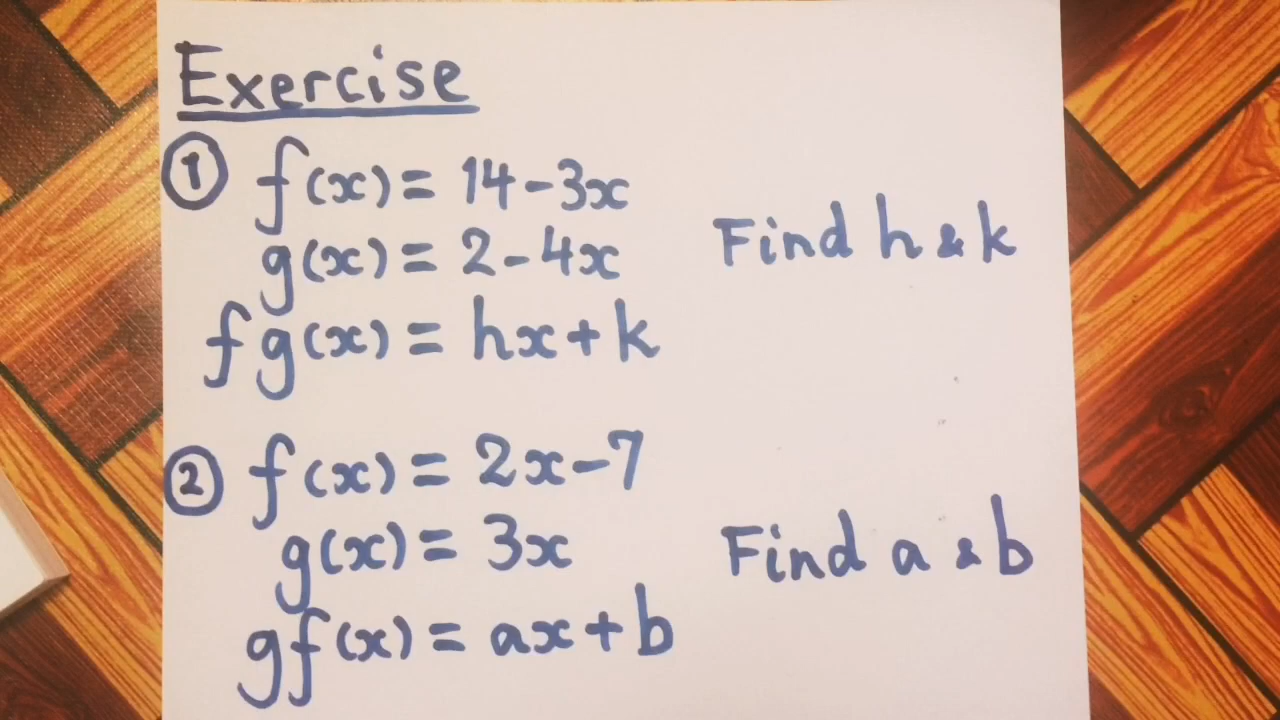 Exercise
① f(x) = 14 - 3x
g(x) = 2 - 4x
Find h & k
fg(x) = hx + k
② f(x) = 2x - 7
g(x) = 3x
Find a & b
gf(x) = ax + b